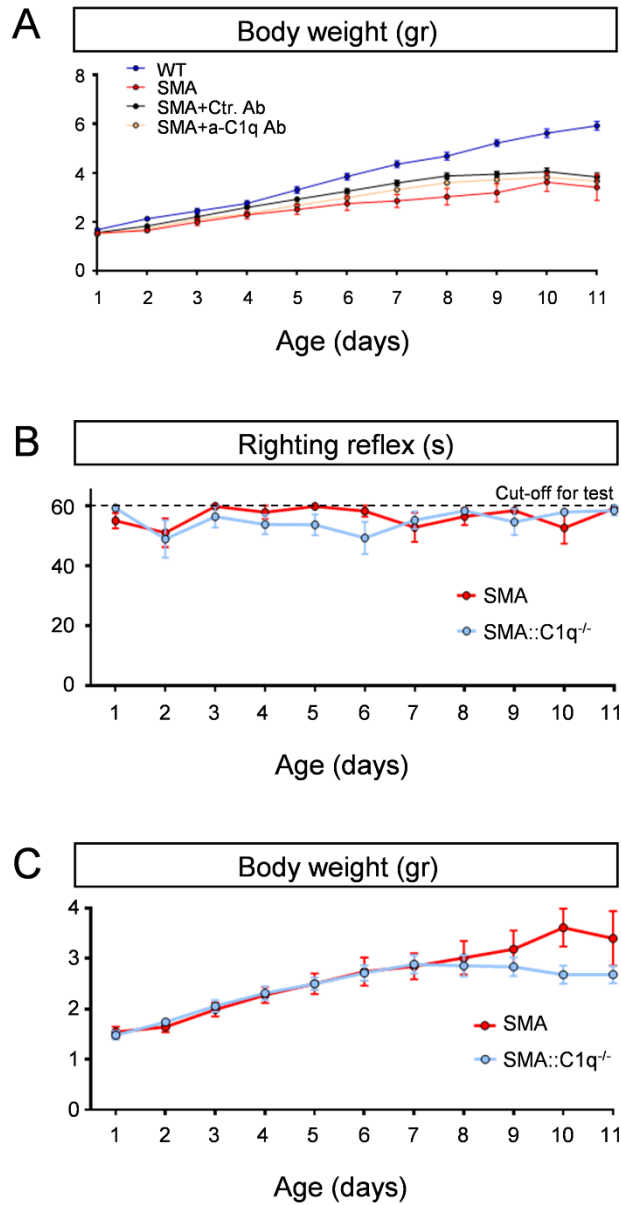 A
Body weight (gr)
WT
SMA
SMA+Ctr. Ab
SMA+a-C1q Ab
8
6
4
2
0
1 2 3 4 5 6 7 8 9 10 11
Age (days)
B
Righting reflex (s)
Cut-off for test
60
40
20
0
SMA
SMA::C1q-/-
1 2 3 4 5 6 7 8 9 10 11
Age (days)
C
Body weight (gr)
4
3
2
1
0
SMA
SMA::C1q-/-
1 2 3 4 5 6 7 8 9 10 11
Age (days)